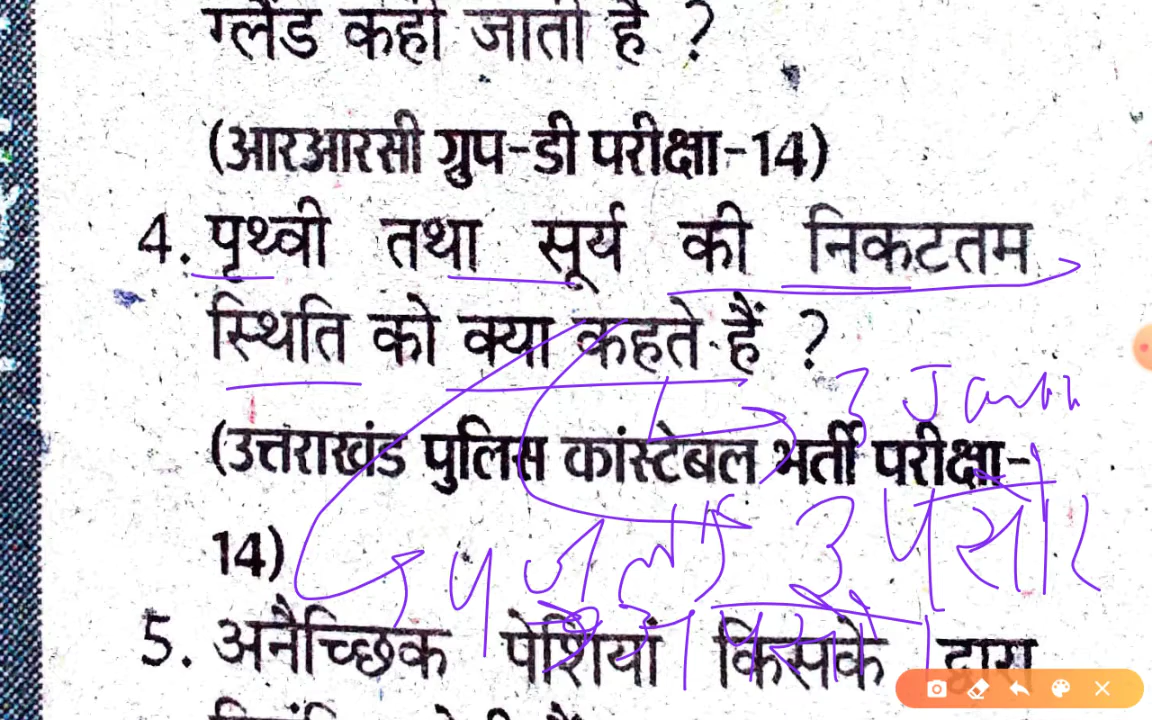 ग्लैंड कही जाती है ?
(आरआरसी ग्रुप-डी परीक्षा-14)
4. पृथ्वी तथा सूर्य की निकटतम
स्थिति को क्या कहते हैं ?
3 Jan
(उत्तराखंड पुलिस कांस्टेबल भर्ती परीक्षा-
14)
उपसौर
5. अनैच्छिक पेशियां किसके द्वारा